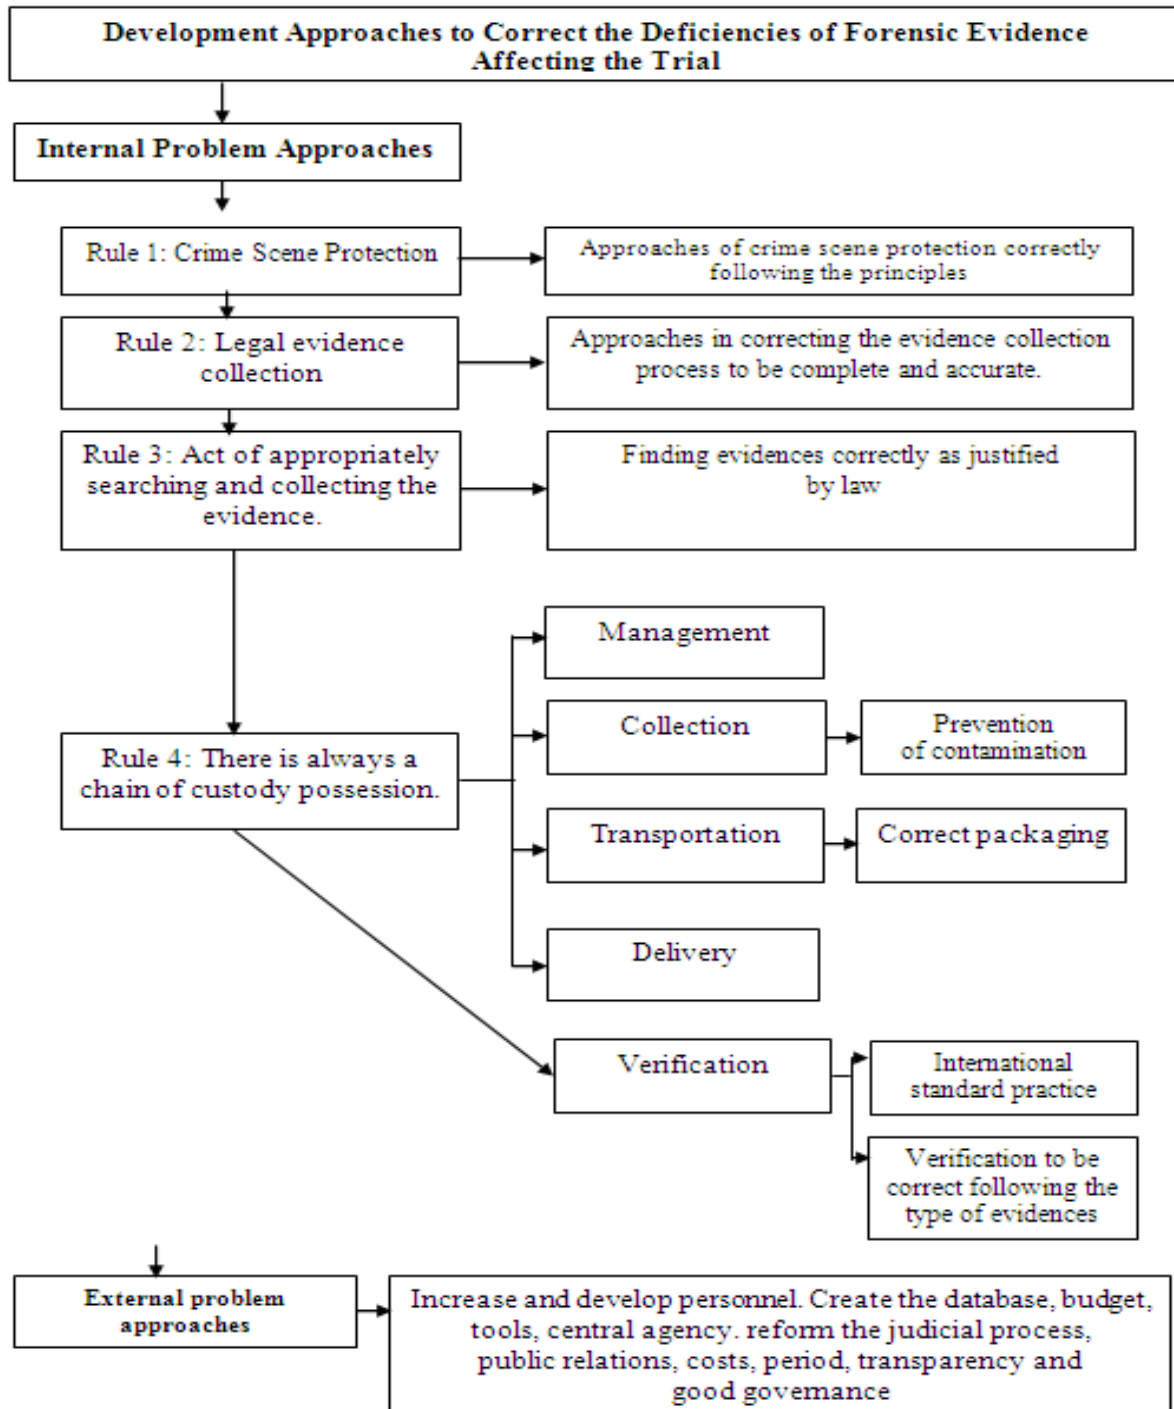 Development Approaches to Correct the Deficiencies of Forensic Evidence
Affecting the Trial
Internal Problem Approaches
Rule 1: Crime Scene Protection
Approaches of crime scene protection correctly
following the principles
Rule 2: Legal evidence
collection
Approaches in correcting the evidence collection
process to be complete and accurate.
Rule 3: Act of appropriately
searching and collecting the
evidence.
Finding evidences correctly as justified
by law
Management
Collection
Prevention
of contamination
Rule 4: There is always a
chain of custody possession.
Transportation
Correct packaging
Delivery
Verification
International
standard practice
Verification to be
correct following the
type of evidences
External problem
approaches
Increase and develop personnel. Create the database, budget,
tools, central agency. reform the judicial process,
public relations, costs, period, transparency and
good governance